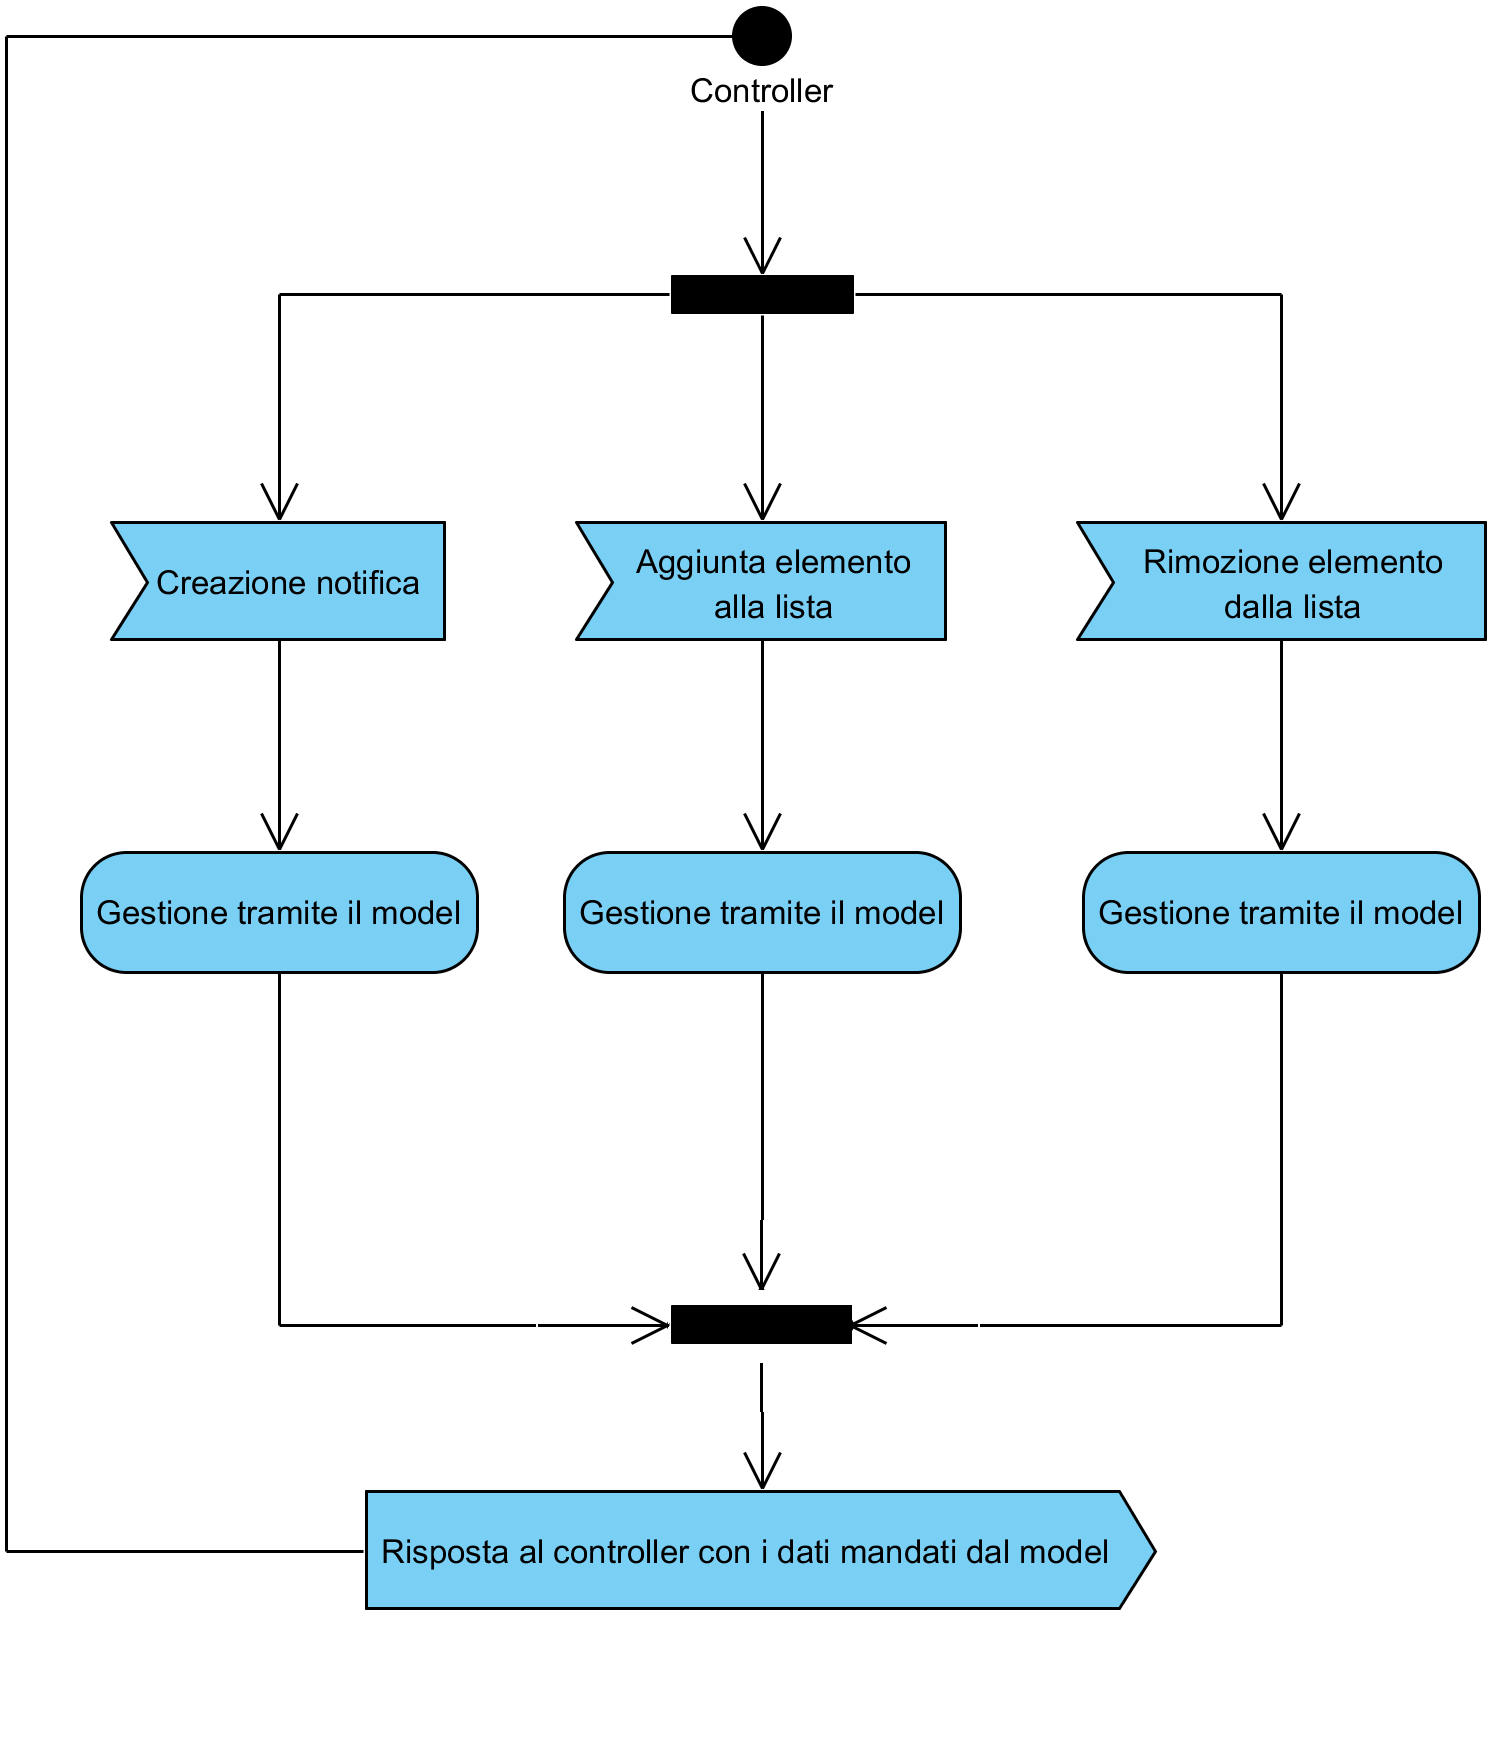 Controller
Creazione notifica
Aggiunta elemento
alla lista
Rimozione elemento
dalla lista
Gestione tramite il model
Gestione tramite il model
Gestione tramite il model
Risposta al controller con i dati mandati dal model